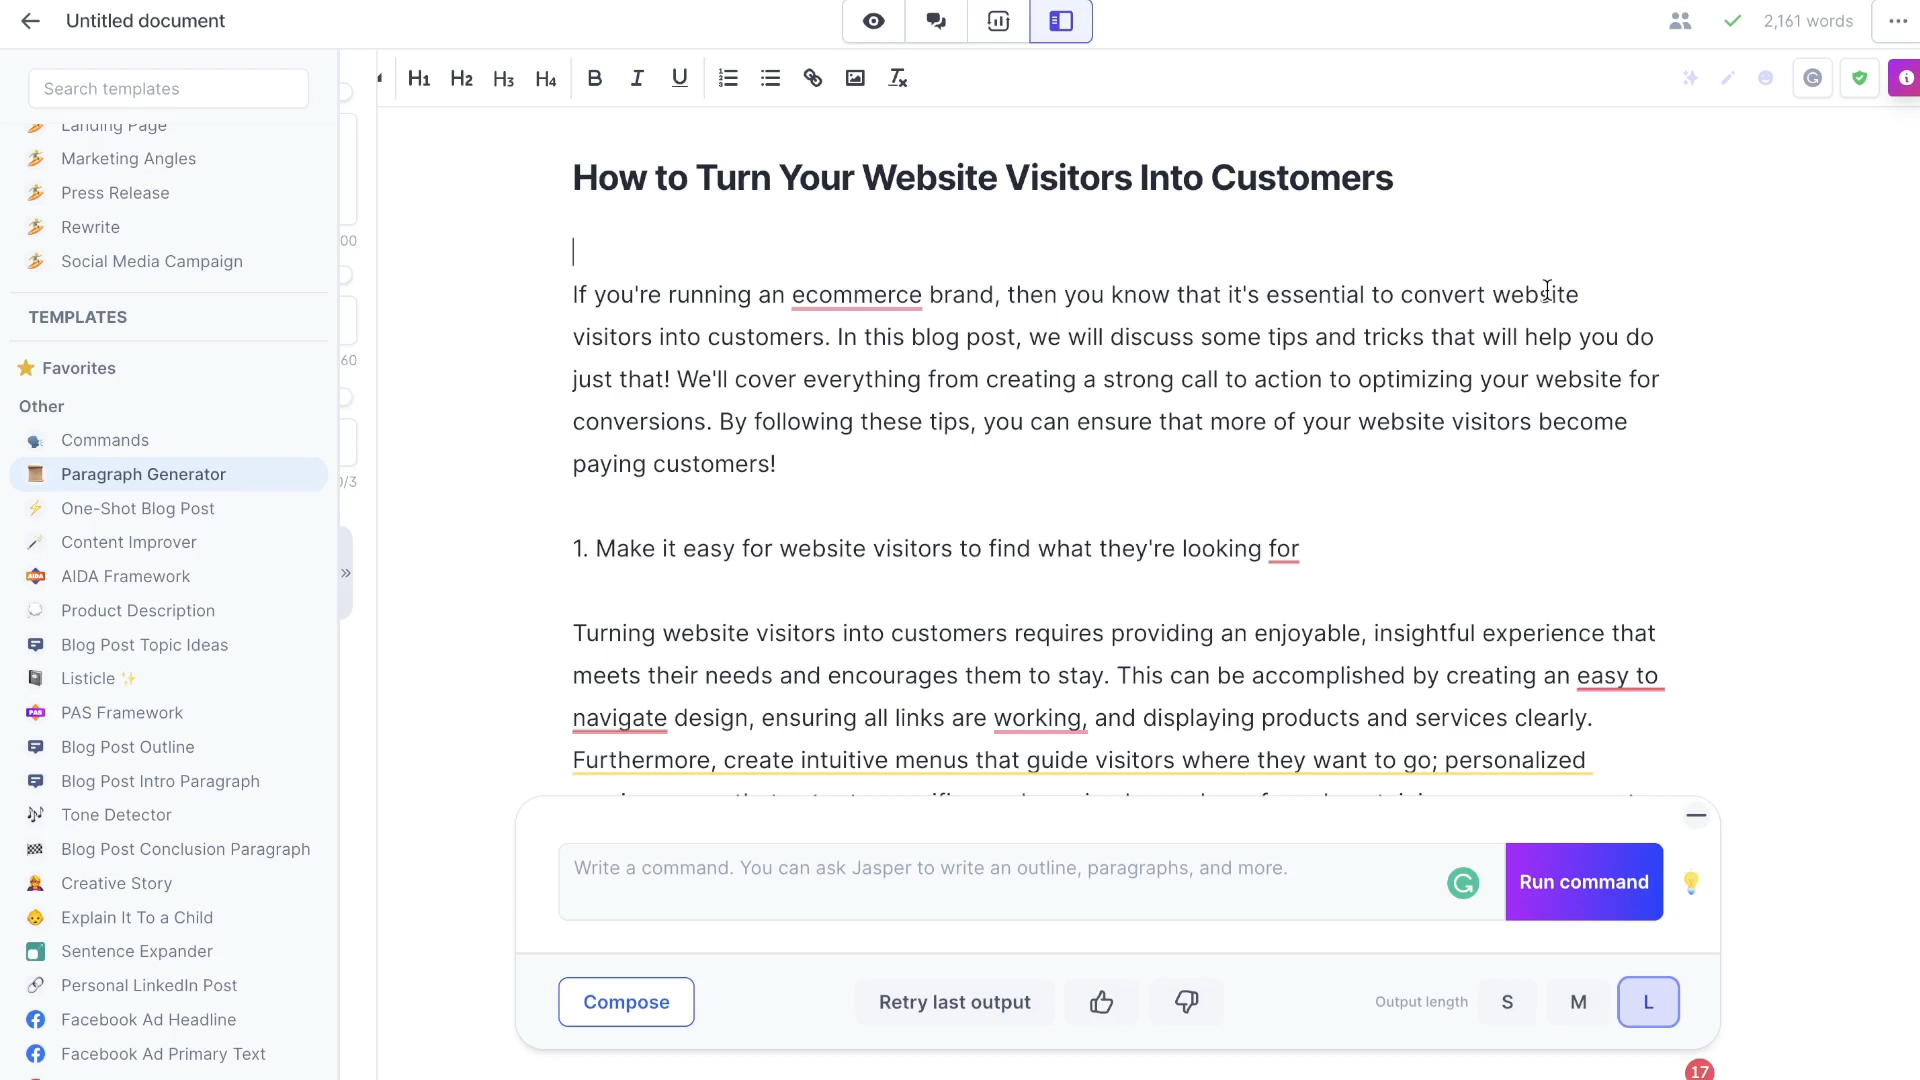 Untitled document
2,161 words
Search templates
H1 H2 H3 H4 B I U
Landing Page
Marketing Angles
Press Release
Rewrite
Social Media Campaign
TEMPLATES
Favorites
Other
Commands
Paragraph Generator
One-Shot Blog Post
Content Improver
AIDA Framework
Product Description
Blog Post Topic Ideas
Listicle
PAS Framework
Blog Post Outline
Blog Post Intro Paragraph
Tone Detector
Blog Post Conclusion Paragraph
Creative Story
Explain It To a Child
Sentence Expander
Personal LinkedIn Post
Facebook Ad Headline
Facebook Ad Primary Text
00
60
0/3
How to Turn Your Website Visitors Into Customers
If you're running an ecommerce brand, then you know that it's essential to convert website
visitors into customers. In this blog post, we will discuss some tips and tricks that will help you do
just that! We'll cover everything from creating a strong call to action to optimizing your website for
conversions. By following these tips, you can ensure that more of your website visitors become
paying customers!
1. Make it easy for website visitors to find what they're looking for
Turning website visitors into customers requires providing an enjoyable, insightful experience that
meets their needs and encourages them to stay. This can be accomplished by creating an easy to
navigate design, ensuring all links are working, and displaying products and services clearly.
Furthermore, create intuitive menus that guide visitors where they want to go; personalized
Write a command. You can ask Jasper to write an outline, paragraphs, and more.
Run command
Compose
Retry last output
Output length S M L
17